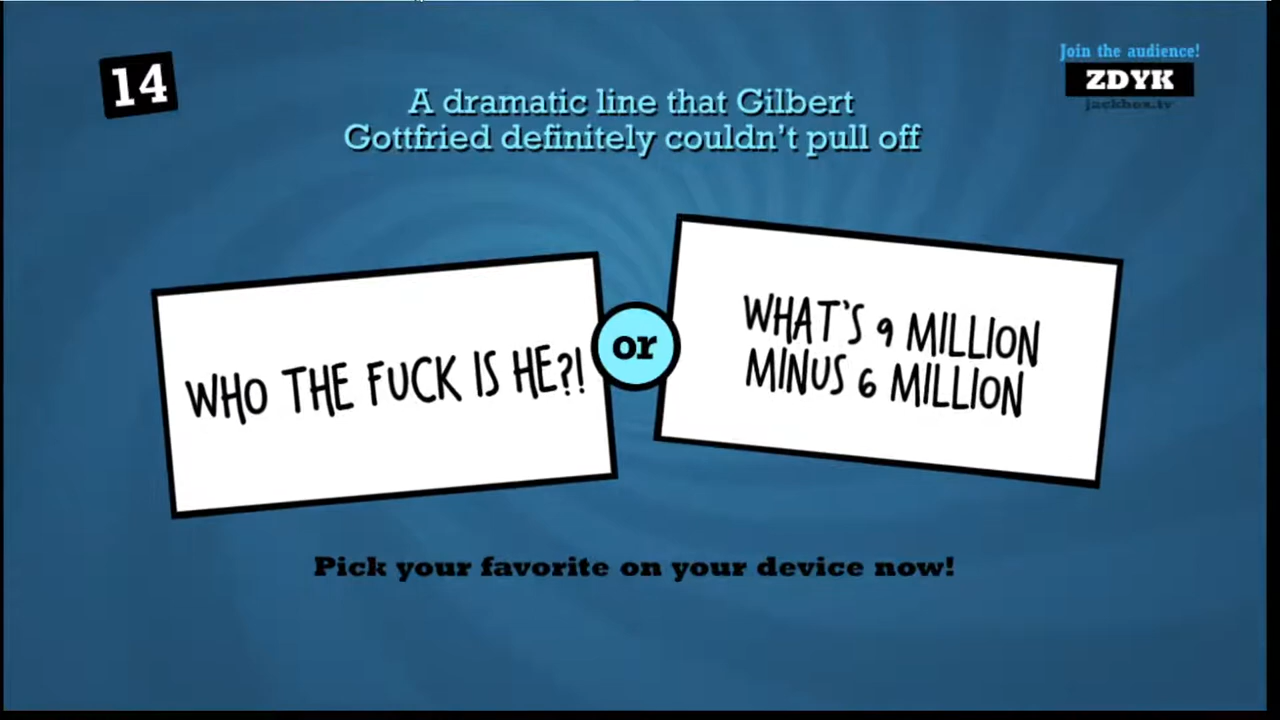 14
Join the audience!
ZDYK
jackbox.tv
A dramatic line that Gilbert
Gottfried definitely couldn't pull off
WHO THE FUCK IS HE?!
or
WHAT'S 9 MILLION
MINUS 6 MILLION
Pick your favorite on your device now!